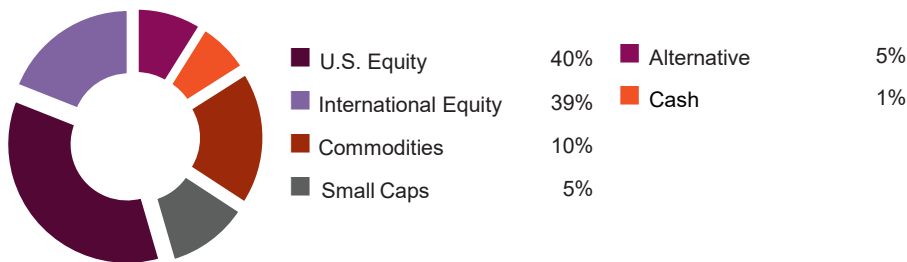 U.S. Equity 40%
International Equity 39%
Commodities 10%
Small Caps 5%
Alternative 5%
Cash 1%